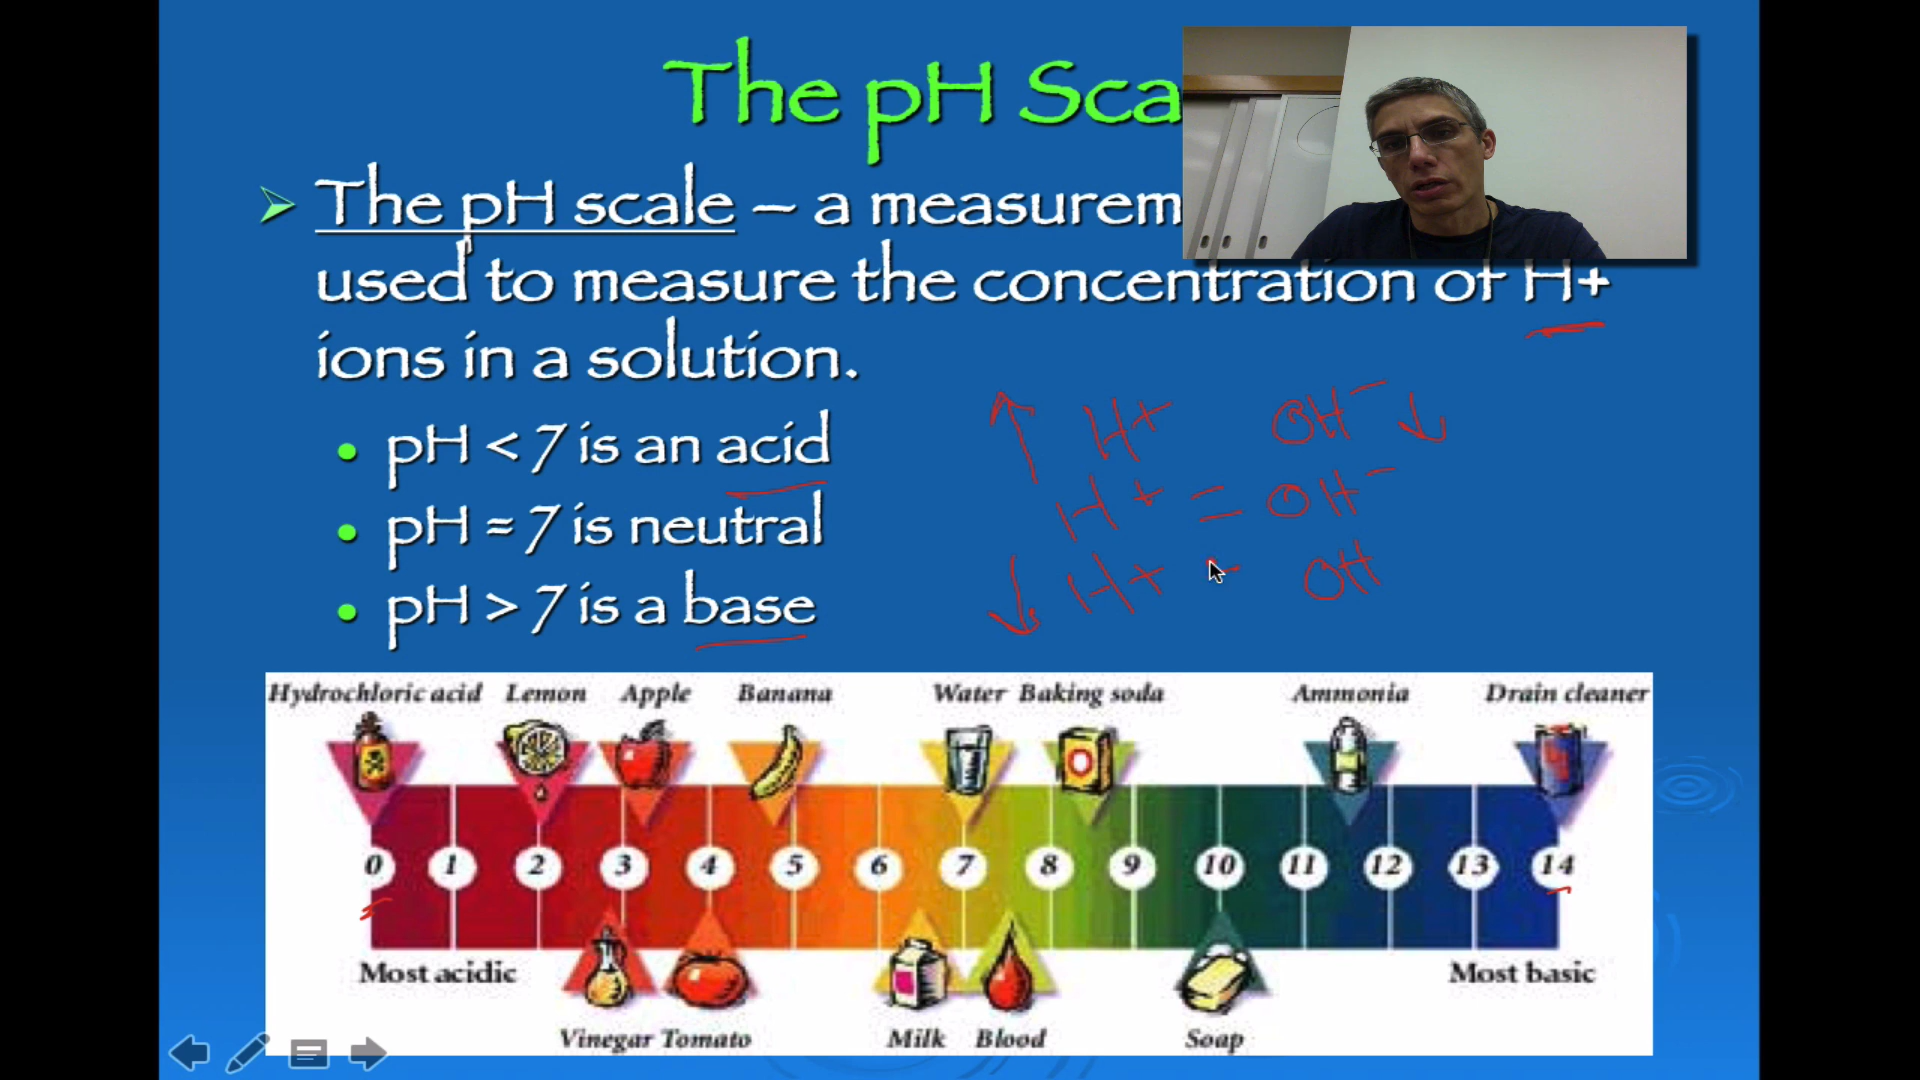 The pH Sca
The pH scale – a measurem
used to measure the concentration of H+
ions in a solution.
pH < 7 is an acid
pH = 7 is neutral
pH > 7 is a base
↑ H+ OH⁻ ↓
H+ = OH⁻
↓ H+ - OH
Hydrochloric acid Lemon Apple Banana Water Baking soda Ammonia Drain cleaner
0 1 2 3 4 5 6 7 8 9 10 11 12 13 14
Most acidic Most basic
Vinegar Tomato Milk Blood Soap